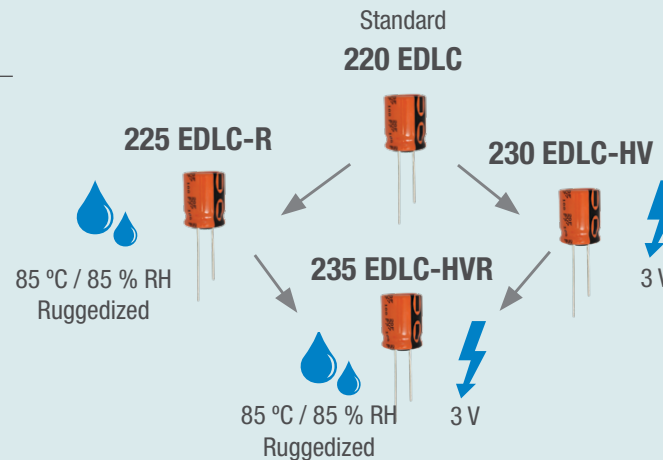 Standard
220 EDLC
225 EDLC-R
230 EDLC-HV
85 ºC / 85 % RH
Ruggedized
3 V
235 EDLC-HVR
85 ºC / 85 % RH
Ruggedized
3 V